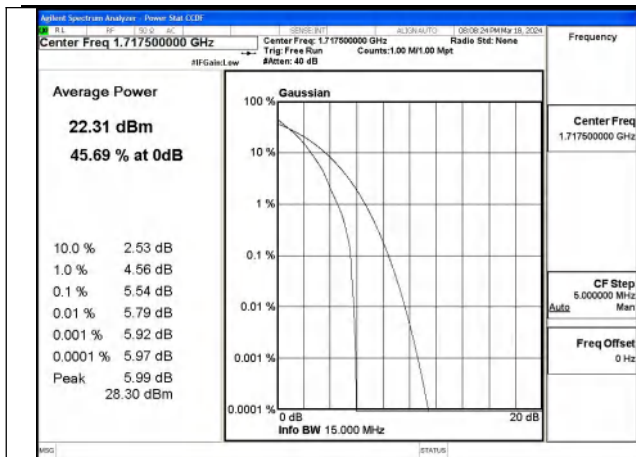 Agilent Spectrum Analyzer - Power Stat CCDF
RL RF 50 Ω AC SENSE:INT ALIGN AUTO 08:08:24 PM Mar 18, 2024
Center Freq 1.717500000 GHz
Center Freq: 1.717500000 GHz Radio Std: None
Trig: Free Run Counts:1.00 M/1.00 Mpt
#IFGain:Low #Atten: 40 dB
Frequency
Average Power
22.31 dBm
45.69 % at 0dB
10.0 % 2.53 dB
1.0 % 4.56 dB
0.1 % 5.54 dB
0.01 % 5.79 dB
0.001 % 5.92 dB
0.0001 % 5.97 dB
Peak 5.99 dB
28.30 dBm
Gaussian
100 %
10 %
1 %
0.1 %
0.01 %
0.001 %
0.0001 %
0 dB 20 dB
Info BW 15.000 MHz
Center Freq
1.717500000 GHz
CF Step
5.000000 MHz
Auto Man
Freq Offset
0 Hz
MSG STATUS